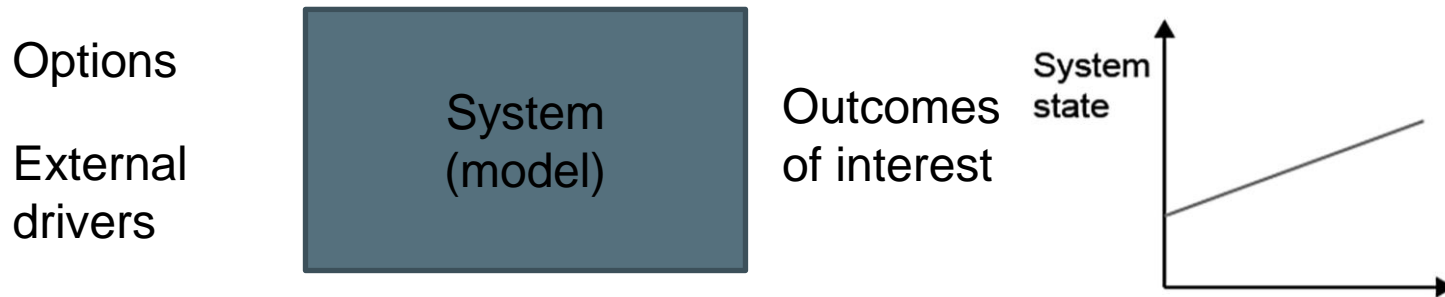 Options
External
drivers
System
(model)
Outcomes
of interest
System
state